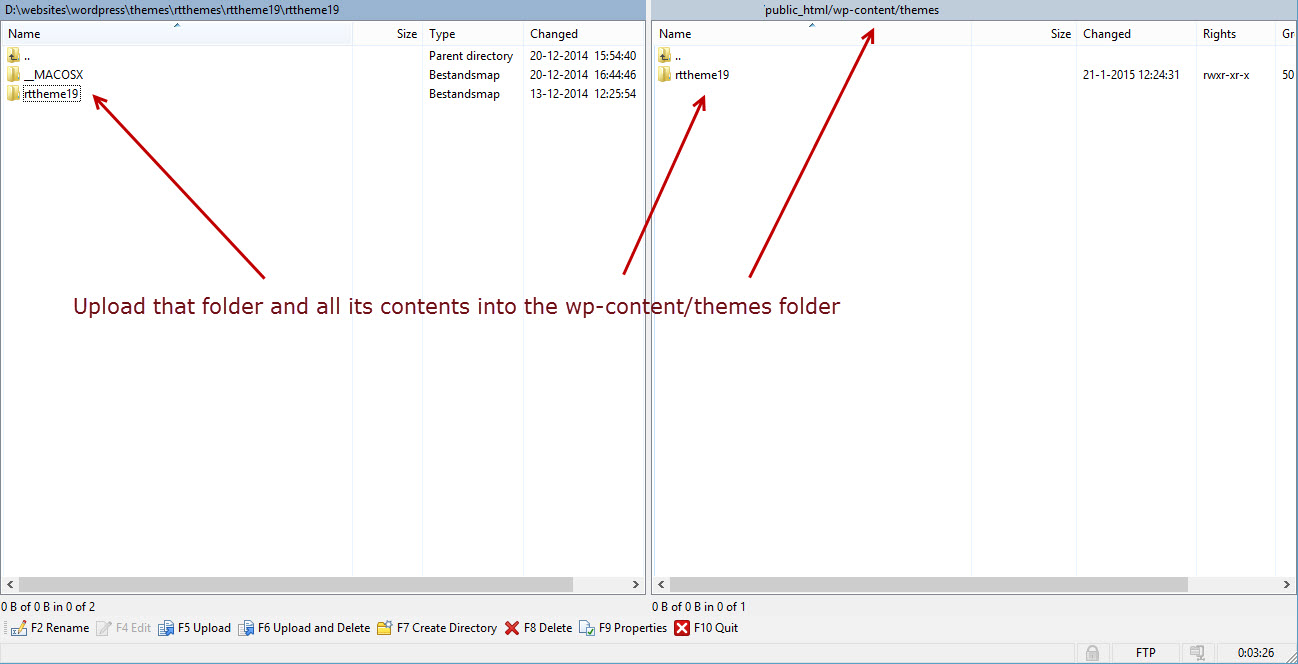 D:\websites\wordpress\themes\rtthemes\rttheme19\rttheme19
Name Size Type Changed
.. Parent directory 20-12-2014 15:54:40
__MACOSX Bestandsmap 20-12-2014 16:44:46
rttheme19 Bestandsmap 13-12-2014 12:25:54
/public_html/wp-content/themes
Name Size Changed Rights Gr
..
rttheme19 21-1-2015 12:24:31 rwxr-xr-x 50
Upload that folder and all its contents into the wp-content/themes folder
0 B of 0 B in 0 of 2
0 B of 0 B in 0 of 1
F2 Rename F4 Edit F5 Upload F6 Upload and Delete F7 Create Directory F8 Delete F9 Properties F10 Quit
FTP 0:03:26